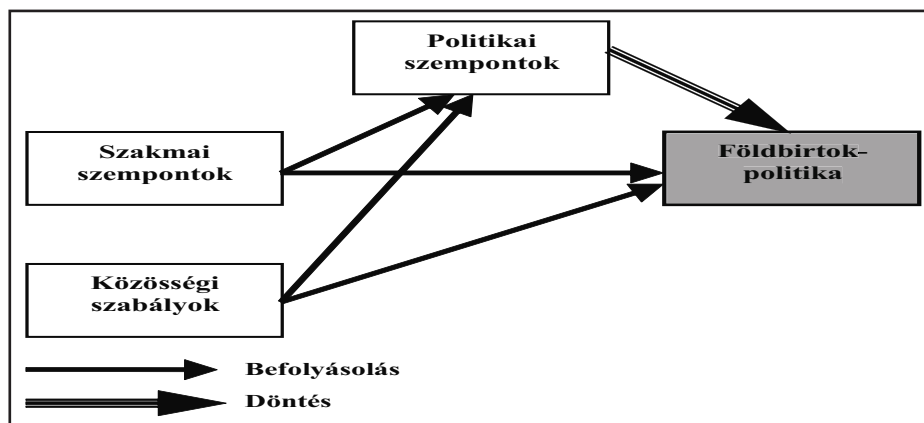 Politikai
szempontok
Szakmai
szempontok
Földbirtok-
politika
Közösségi
szabályok
Befolyásolás
Döntés